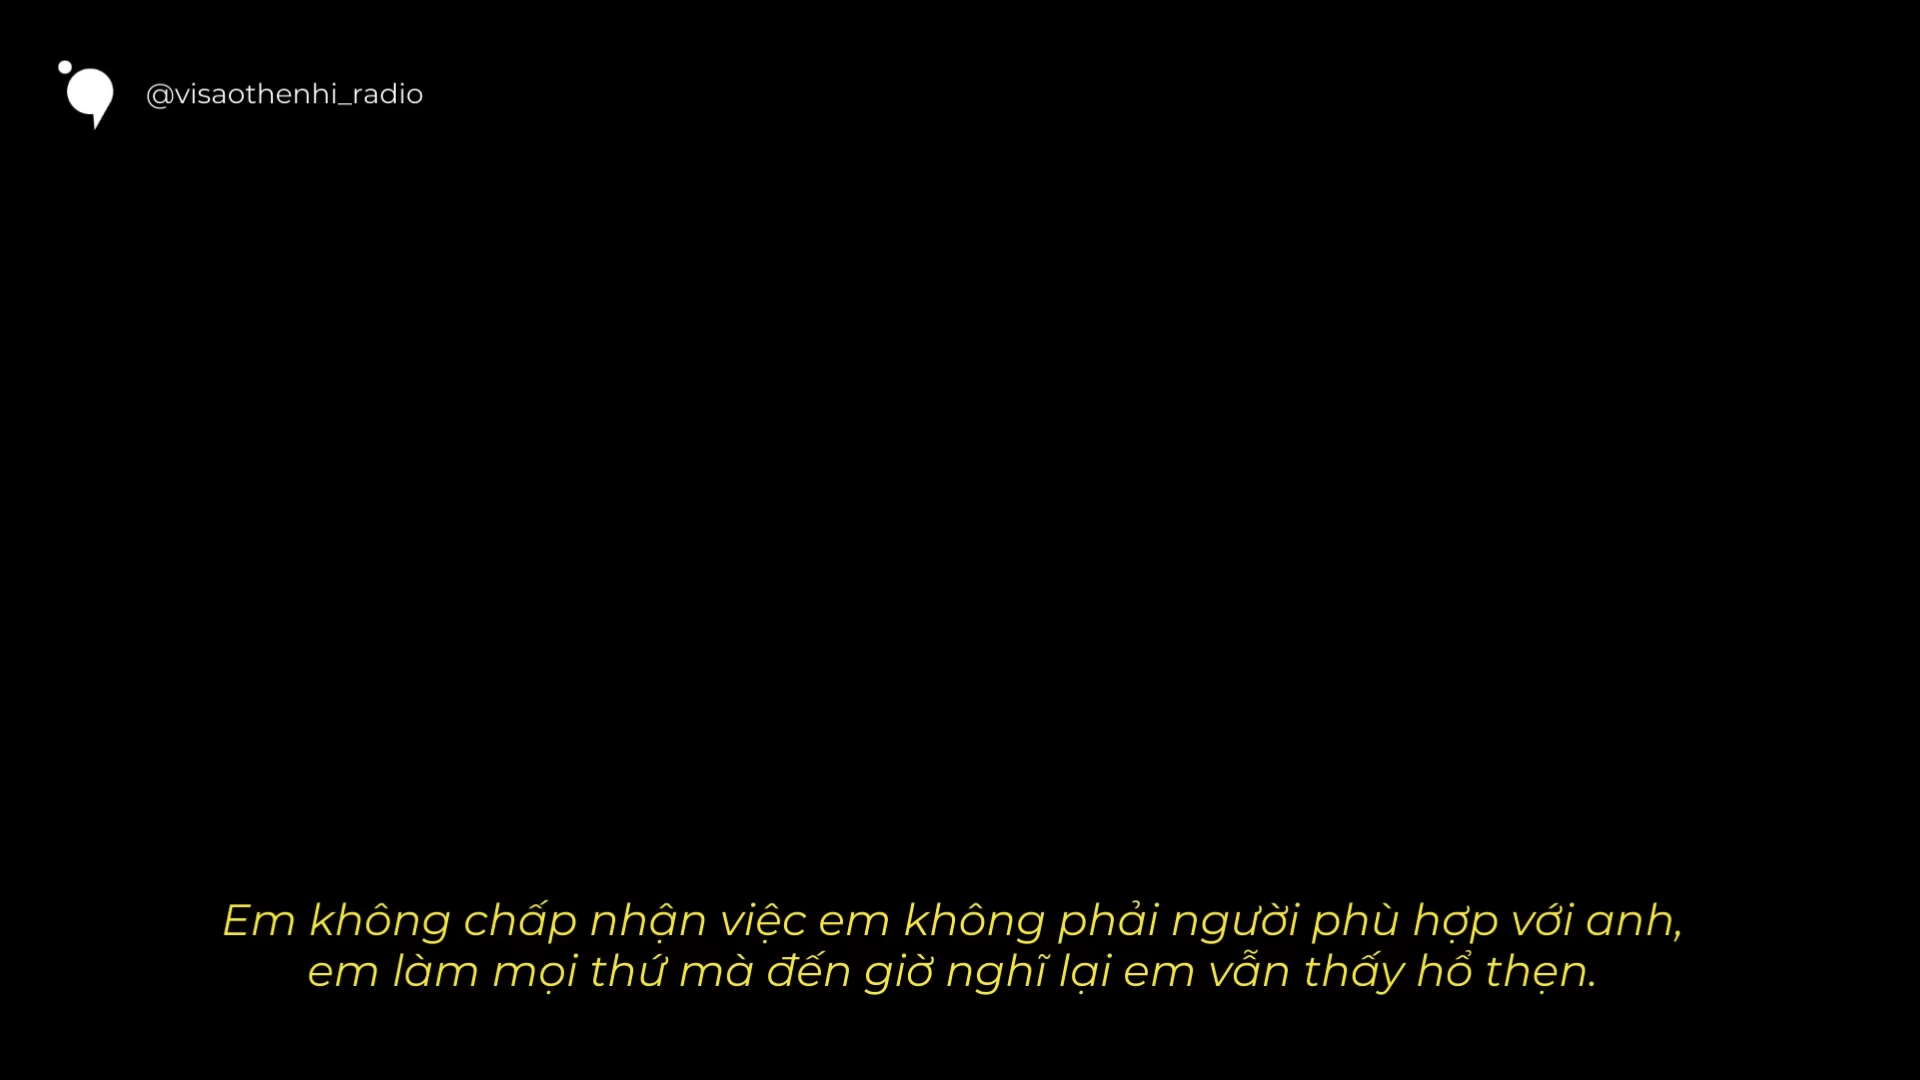 @visaothenhi_radio
Em không chấp nhận việc em không phải người phù hợp với anh,
em làm mọi thứ mà đến giờ nghĩ lại em vẫn thấy hổ thẹn.